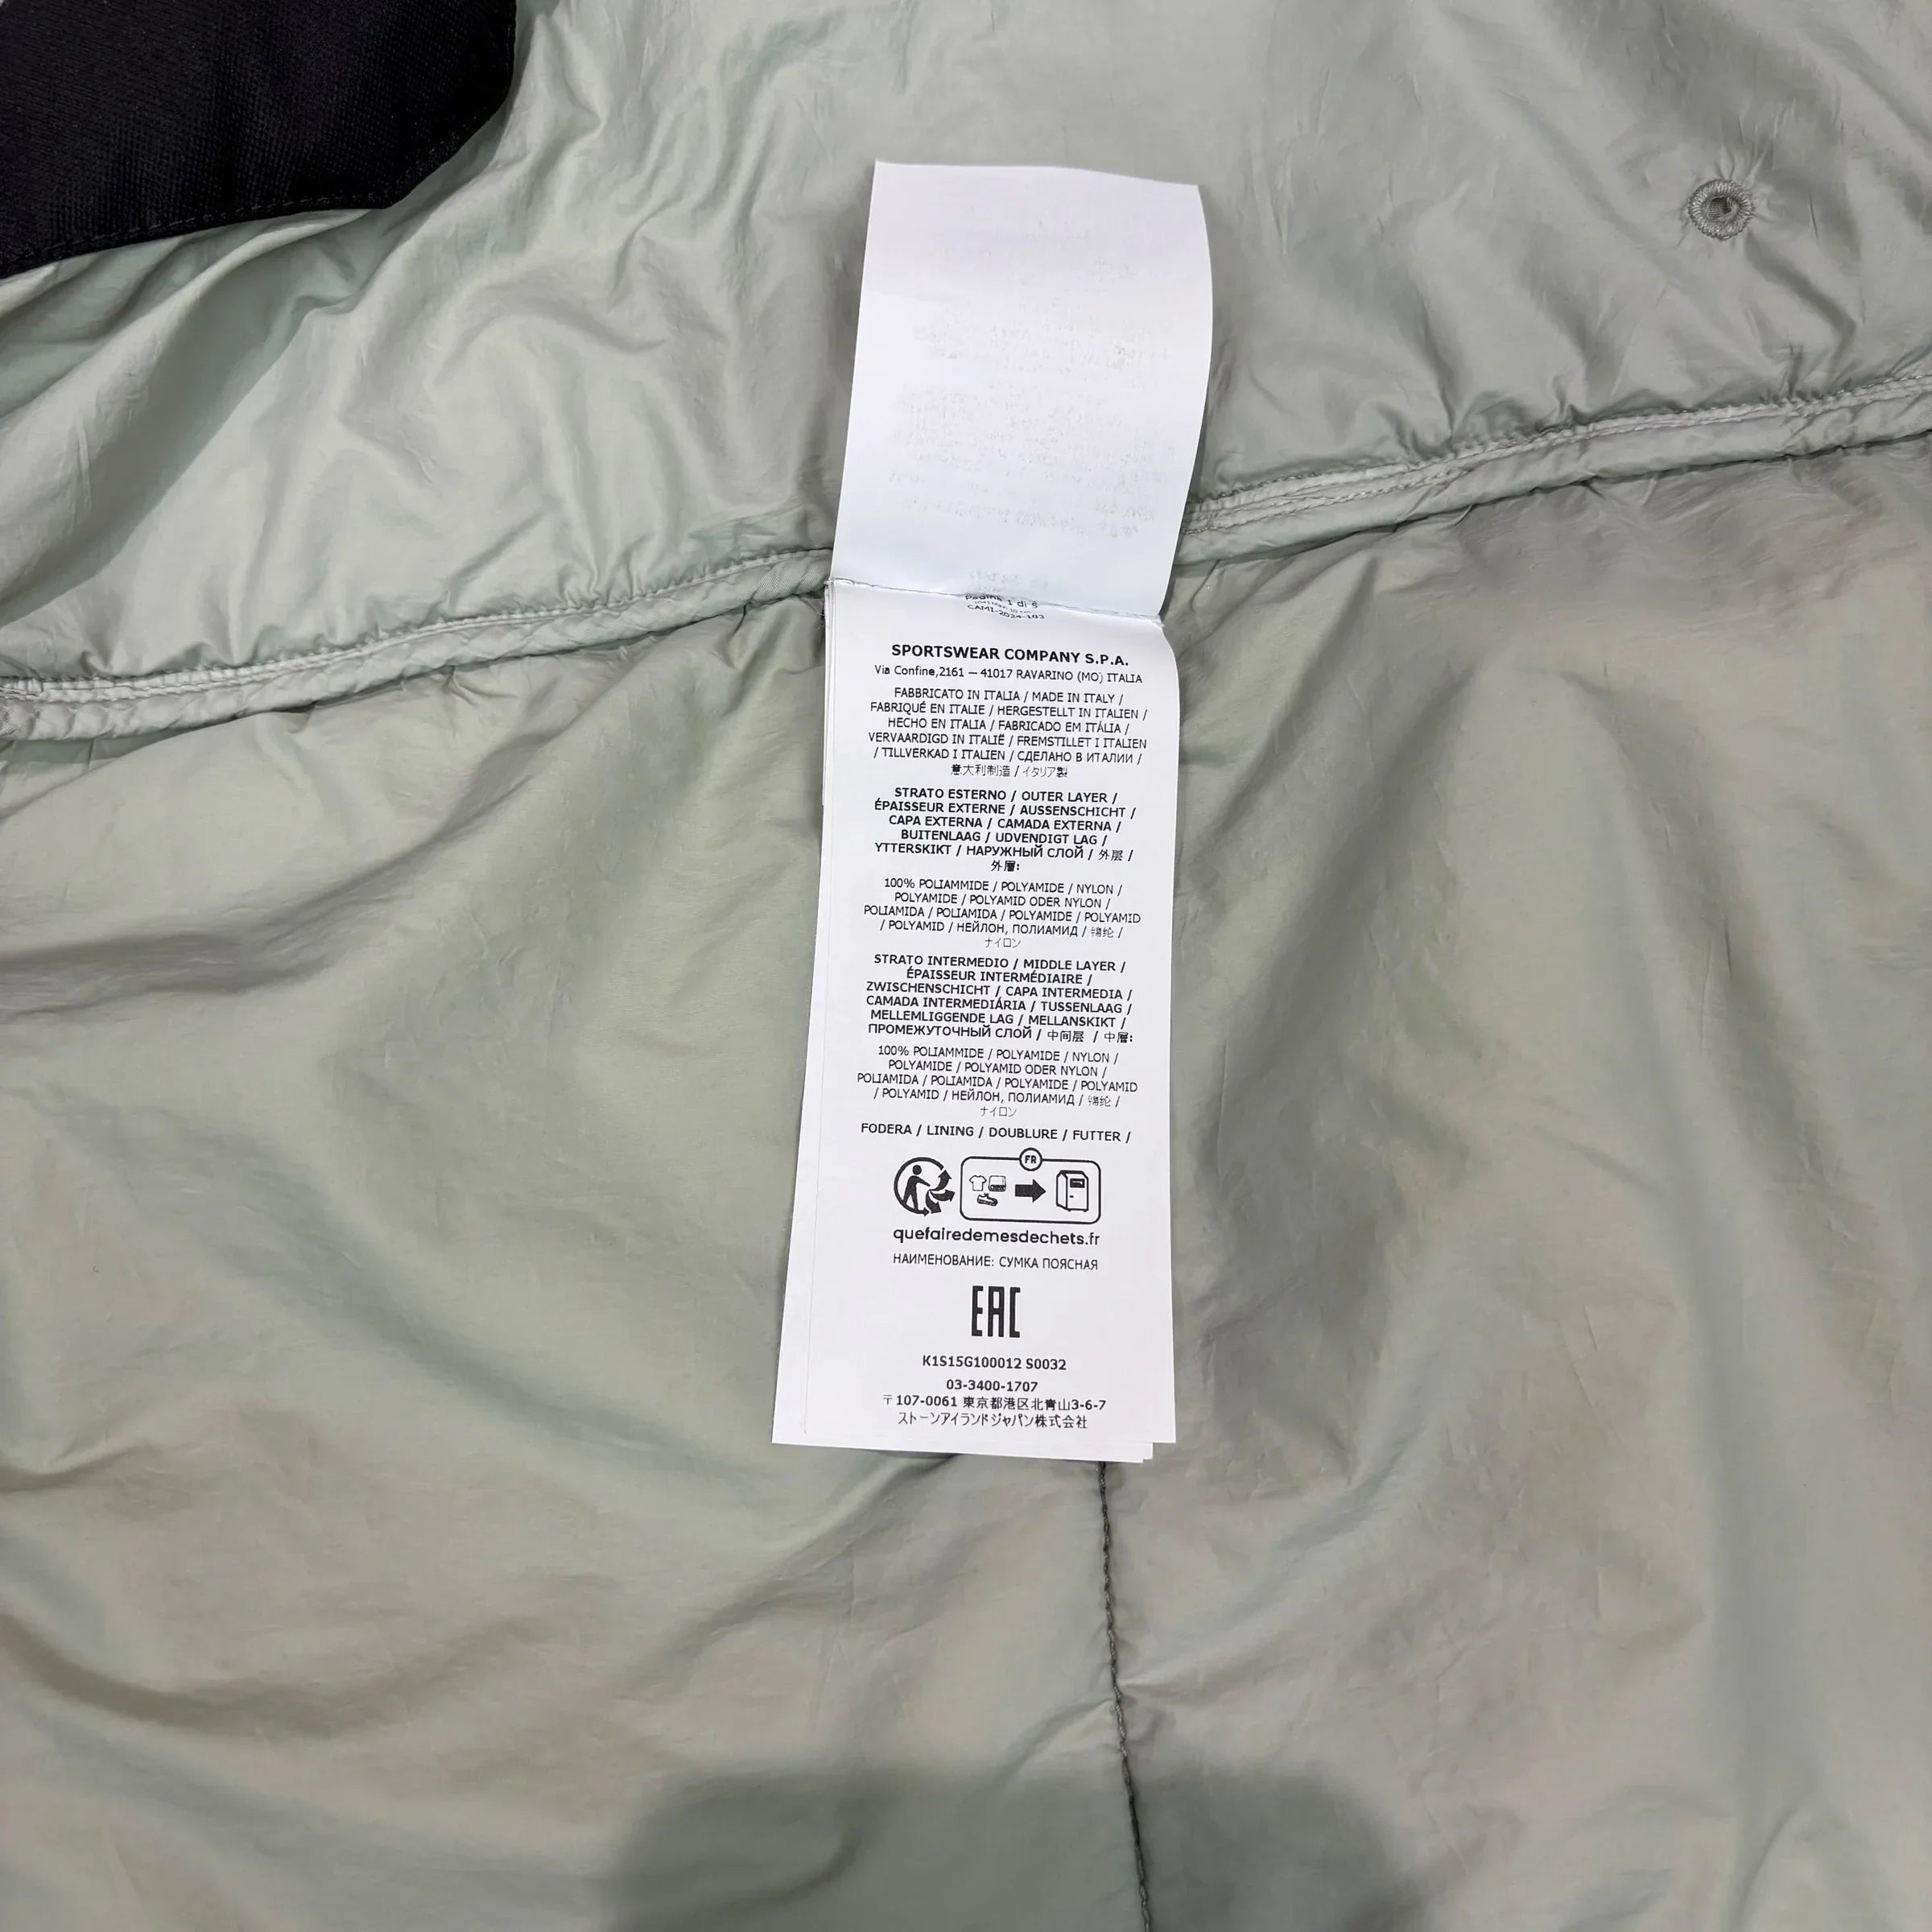 Pagina 1 di 5
CAMI-2024-103
SPORTSWEAR COMPANY S.P.A.
Via Confine,2161 — 41017 RAVARINO (MO) ITALIA
FABBRICATO IN ITALIA / MADE IN ITALY /
FABRIQUÉ EN ITALIE / HERGESTELLT IN ITALIEN /
HECHO EN ITALIA / FABRICADO EM ITÁLIA /
VERVAARDIGD IN ITALIË / FREMSTILLET I ITALIEN
/ TILLVERKAD I ITALIEN / СДЕЛАНО В ИТАЛИИ /
意大利制造 / イタリア製
STRATO ESTERNO / OUTER LAYER /
ÉPAISSEUR EXTERNE / AUSSENSCHICHT /
CAPA EXTERNA / CAMADA EXTERNA /
BUITENLAAG / UDVENDIGT LAG /
YTTERSKIKT / НАРУЖНЫЙ СЛОЙ / 外层 /
外層:
100% POLIAMMIDE / POLYAMIDE / NYLON /
POLYAMIDE / POLYAMID ODER NYLON /
POLIAMIDA / POLIAMIDA / POLYAMIDE / POLYAMID
/ POLYAMID / НЕЙЛОН, ПОЛИАМИД / 锦纶 /
ナイロン
STRATO INTERMEDIO / MIDDLE LAYER /
ÉPAISSEUR INTERMÉDIAIRE /
ZWISCHENSCHICHT / CAPA INTERMEDIA /
CAMADA INTERMEDIÁRIA / TUSSENLAAG /
MELLEMLIGGENDE LAG / MELLANSKIKT /
ПРОМЕЖУТОЧНЫЙ СЛОЙ / 中间层 / 中層:
100% POLIAMMIDE / POLYAMIDE / NYLON /
POLYAMIDE / POLYAMID ODER NYLON /
POLIAMIDA / POLIAMIDA / POLYAMIDE / POLYAMID
/ POLYAMID / НЕЙЛОН, ПОЛИАМИД / 锦纶 /
ナイロン
FODERA / LINING / DOUBLURE / FUTTER /
FR
quefairedemesdechets.fr
НАИМЕНОВАНИЕ: СУМКА ПОЯСНАЯ
EAC
K1S15G100012 S0032
03-3400-1707
〒107-0061 東京都港区北青山3-6-7
ストーンアイランドジャパン株式会社